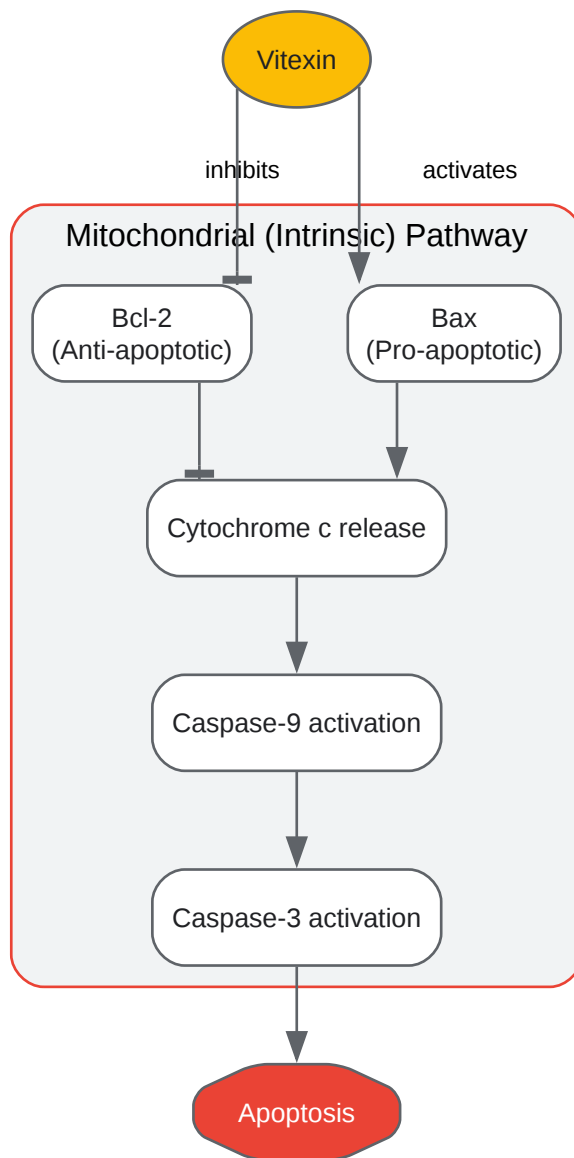 Vitexin
inhibits
activates
Mitochondrial (Intrinsic) Pathway
Bcl-2
(Anti-apoptotic)
Bax
(Pro-apoptotic)
Cytochrome c release
Caspase-9 activation
Caspase-3 activation
Apoptosis